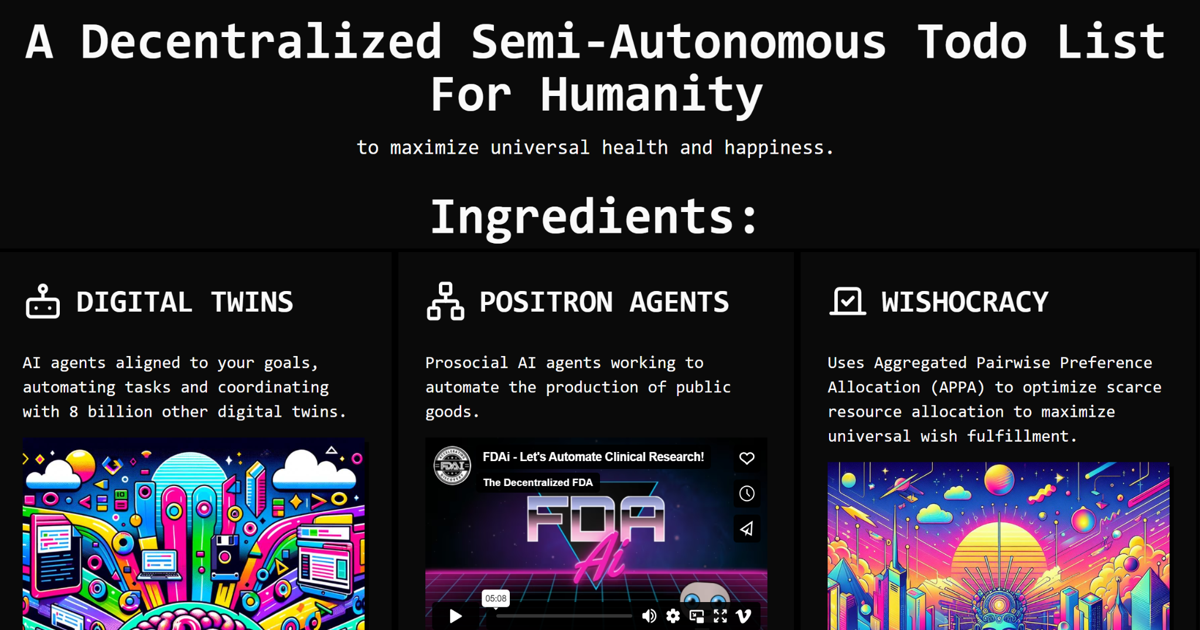 A Decentralized Semi-Autonomous Todo List
For Humanity
to maximize universal health and happiness.
Ingredients:
DIGITAL TWINS
AI agents aligned to your goals,
automating tasks and coordinating
with 8 billion other digital twins.
POSITRON AGENTS
Prosocial AI agents working to
automate the production of public
goods.
FDAi
FDAi - Let's Automate Clinical Research!
The Decentralized FDA
FDA
Ai
05:08
WISHOCRACY
Uses Aggregated Pairwise Preference
Allocation (APPA) to optimize scarce
resource allocation to maximize
universal wish fulfillment.